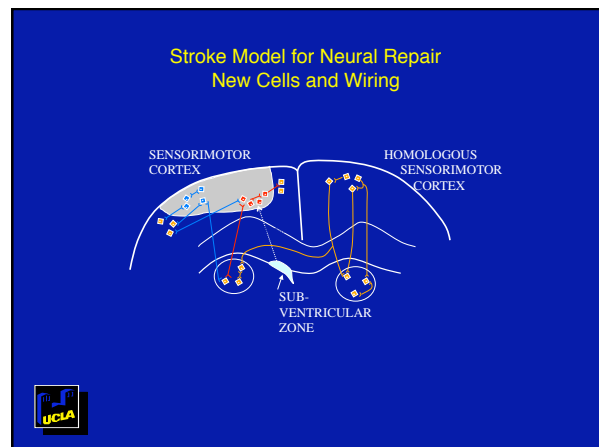 Stroke Model for Neural Repair
New Cells and Wiring
SENSORIMOTOR
CORTEX
HOMOLOGOUS
SENSORIMOTOR
CORTEX
SUB-
VENTRICULAR
ZONE
UCLA